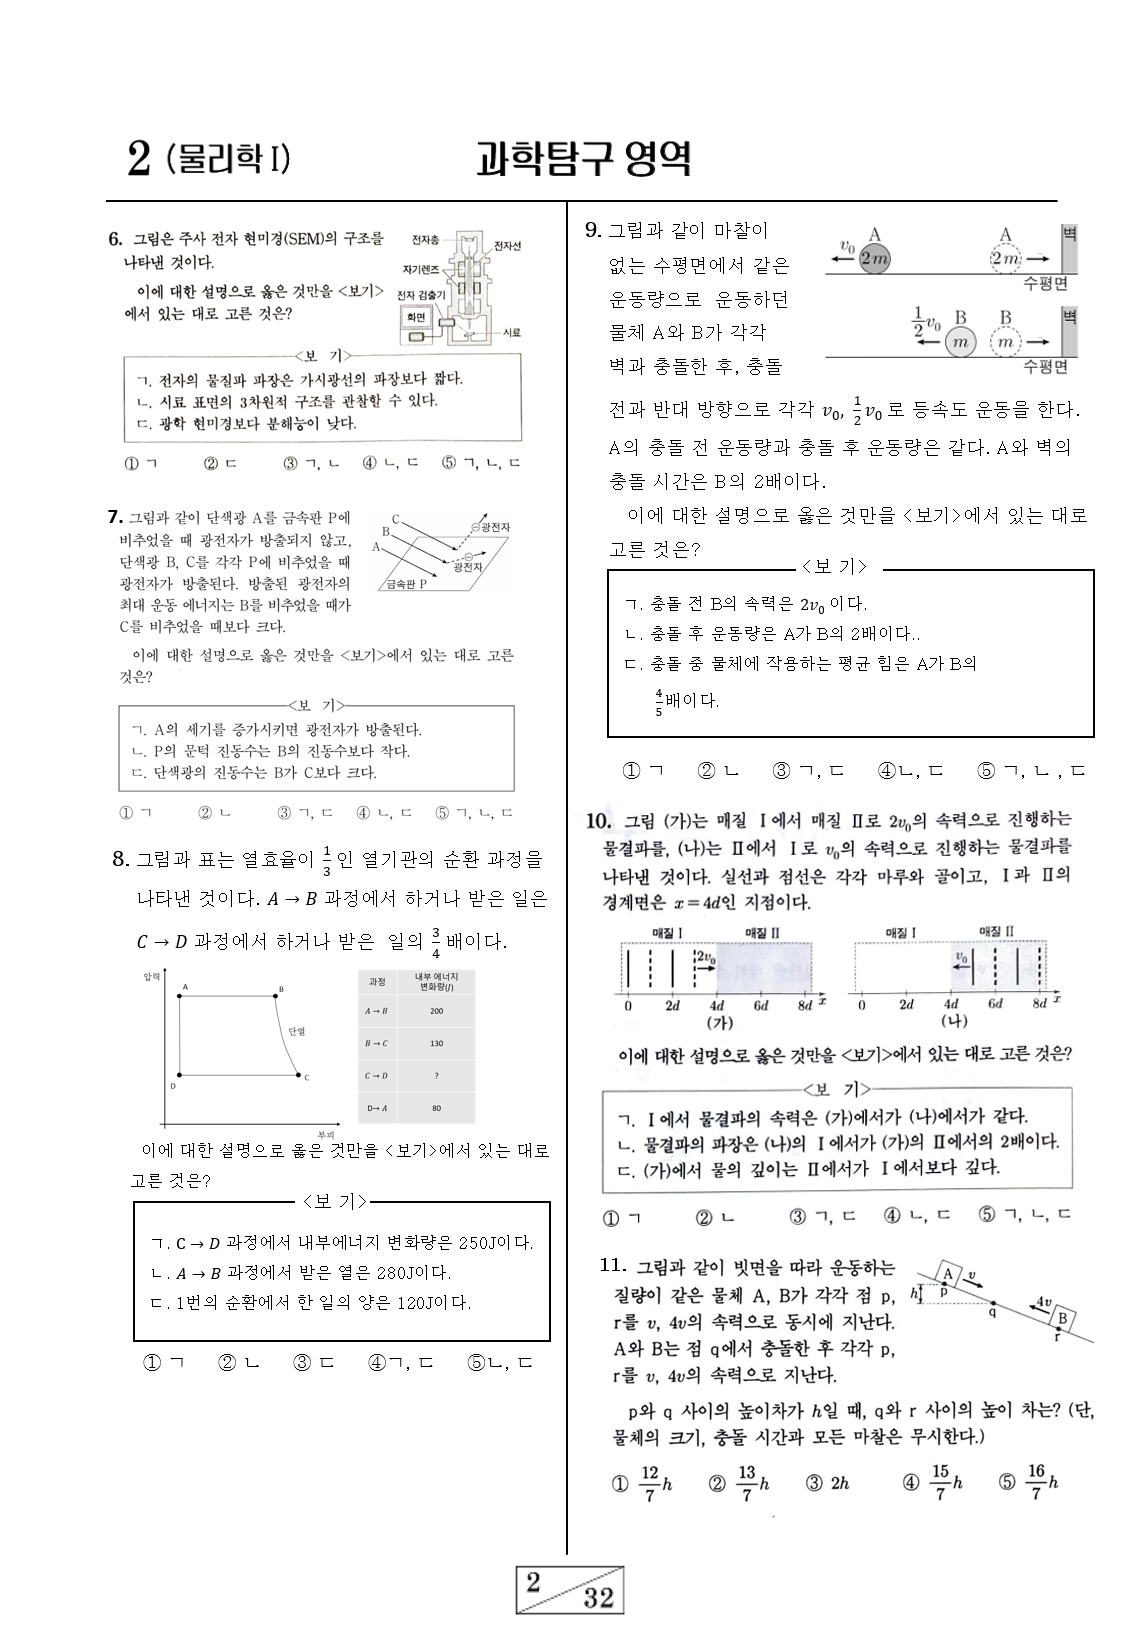 2 (물리학 I)
과학탐구 영역
6. 그림은 주사 전자 현미경(SEM)의 구조를
나타낸 것이다.
이에 대한 설명으로 옳은 것만을 <보기>
에서 있는 대로 고른 것은?
전자총
전자선
자기렌즈
전자 검출기
화면
시료
<보 기>
ㄱ. 전자의 물질파 파장은 가시광선의 파장보다 짧다.
ㄴ. 시료 표면의 3차원적 구조를 관찰할 수 있다.
ㄷ. 광학 현미경보다 분해능이 낮다.
① ㄱ ② ㄷ ③ ㄱ, ㄴ ④ ㄴ, ㄷ ⑤ ㄱ, ㄴ, ㄷ
7. 그림과 같이 단색광 A를 금속판 P에
비추었을 때 광전자가 방출되지 않고,
단색광 B, C를 각각 P에 비추었을 때
광전자가 방출된다. 방출된 광전자의
최대 운동 에너지는 B를 비추었을 때가
C를 비추었을 때보다 크다.
C
B
A
광전자
광전자
금속판 P
이에 대한 설명으로 옳은 것만을 <보기>에서 있는 대로 고른
것은?
<보 기>
ㄱ. A의 세기를 증가시키면 광전자가 방출된다.
ㄴ. P의 문턱 진동수는 B의 진동수보다 작다.
ㄷ. 단색광의 진동수는 B가 C보다 크다.
① ㄱ ② ㄴ ③ ㄱ, ㄷ ④ ㄴ, ㄷ ⑤ ㄱ, ㄴ, ㄷ
8. 그림과 표는 열효율이 1/3 인 열기관의 순환 과정을
나타낸 것이다. A → B 과정에서 하거나 받은 일은
C → D 과정에서 하거나 받은 일의 3/4 배이다.
압력
A
B
단열
D
C
부피
과정 내부 에너지 변화량(J)
A → B 200
B → C 130
C → D ?
D→ A 80
이에 대한 설명으로 옳은 것만을 <보기>에서 있는 대로
고른 것은?
<보 기>
ㄱ. C → D 과정에서 내부에너지 변화량은 250J이다.
ㄴ. A → B 과정에서 받은 열은 280J이다.
ㄷ. 1번의 순환에서 한 일의 양은 120J이다.
① ㄱ ② ㄴ ③ ㄷ ④ㄱ, ㄷ ⑤ㄴ, ㄷ
9. 그림과 같이 마찰이
없는 수평면에서 같은
운동량으로 운동하던
물체 A와 B가 각각
벽과 충돌한 후, 충돌
전과 반대 방향으로 각각 v₀, 1/2 v₀ 로 등속도 운동을 한다.
A의 충돌 전 운동량과 충돌 후 운동량은 같다. A와 벽의
충돌 시간은 B의 2배이다.
v₀ A 2m A 2m 벽
수평면
1/2 v₀ B m B m 벽
수평면
이에 대한 설명으로 옳은 것만을 <보기>에서 있는 대로
고른 것은?
<보 기>
ㄱ. 충돌 전 B의 속력은 2v₀ 이다.
ㄴ. 충돌 후 운동량은 A가 B의 2배이다..
ㄷ. 충돌 중 물체에 작용하는 평균 힘은 A가 B의
4/5 배이다.
① ㄱ ② ㄴ ③ ㄱ, ㄷ ④ㄴ, ㄷ ⑤ ㄱ, ㄴ , ㄷ
10. 그림 (가)는 매질 Ⅰ에서 매질 Ⅱ로 2v₀의 속력으로 진행하는
물결파를, (나)는 Ⅱ에서 Ⅰ로 v₀의 속력으로 진행하는 물결파를
나타낸 것이다. 실선과 점선은 각각 마루와 골이고, Ⅰ과 Ⅱ의
경계면은 x=4d인 지점이다.
매질 Ⅰ 매질 Ⅱ
2v₀
0 2d 4d 6d 8d x
(가)
매질 Ⅰ 매질 Ⅱ
v₀
0 2d 4d 6d 8d x
(나)
이에 대한 설명으로 옳은 것만을 <보기>에서 있는 대로 고른 것은?
<보 기>
ㄱ. Ⅰ에서 물결파의 속력은 (가)에서가 (나)에서가 같다.
ㄴ. 물결파의 파장은 (나)의 Ⅰ에서가 (가)의 Ⅱ에서의 2배이다.
ㄷ. (가)에서 물의 깊이는 Ⅱ에서가 Ⅰ에서보다 깊다.
① ㄱ ② ㄴ ③ ㄱ, ㄷ ④ ㄴ, ㄷ ⑤ ㄱ, ㄴ, ㄷ
11. 그림과 같이 빗면을 따라 운동하는
질량이 같은 물체 A, B가 각각 점 p,
r를 v, 4v의 속력으로 동시에 지난다.
A와 B는 점 q에서 충돌한 후 각각 p,
r를 v, 4v의 속력으로 지난다.
A v
h p
q
4v B
r
p와 q 사이의 높이차가 h일 때, q와 r 사이의 높이 차는? (단,
물체의 크기, 충돌 시간과 모든 마찰은 무시한다.)
① 12/7 h ② 13/7 h ③ 2h ④ 15/7 h ⑤ 16/7 h
2 / 32